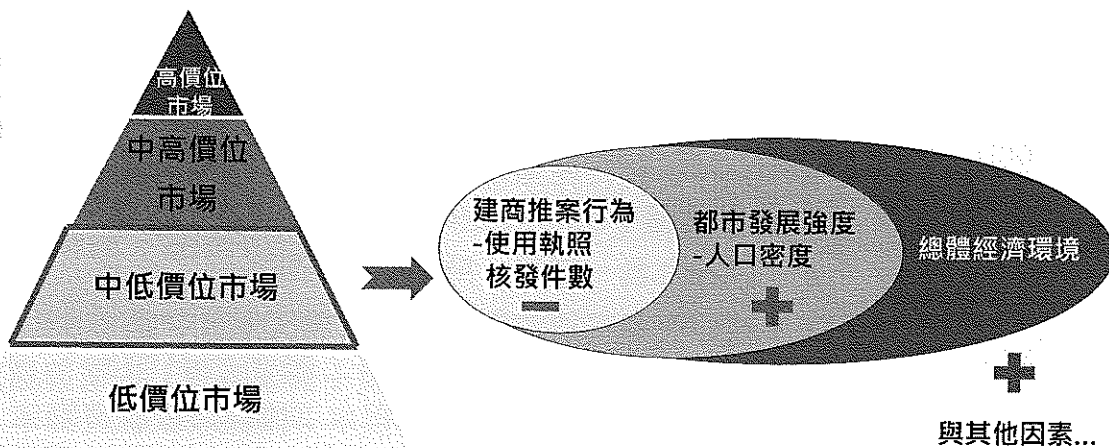 高價位
市場
中高價位
市場
中低價位市場
低價位市場
建商推案行為
-使用執照
核發件數
−
都市發展強度
-人口密度
+
總體經濟環境
+
與其他因素...